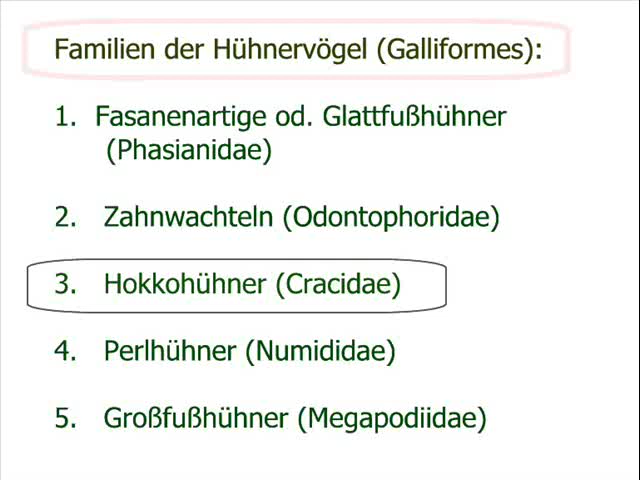 Familien der Hühnervögel (Galliformes):
1. Fasanenartige od. Glattfußhühner
(Phasianidae)
2. Zahnwachteln (Odontophoridae)
3. Hokkohühner (Cracidae)
4. Perlhühner (Numididae)
5. Großfußhühner (Megapodiidae)